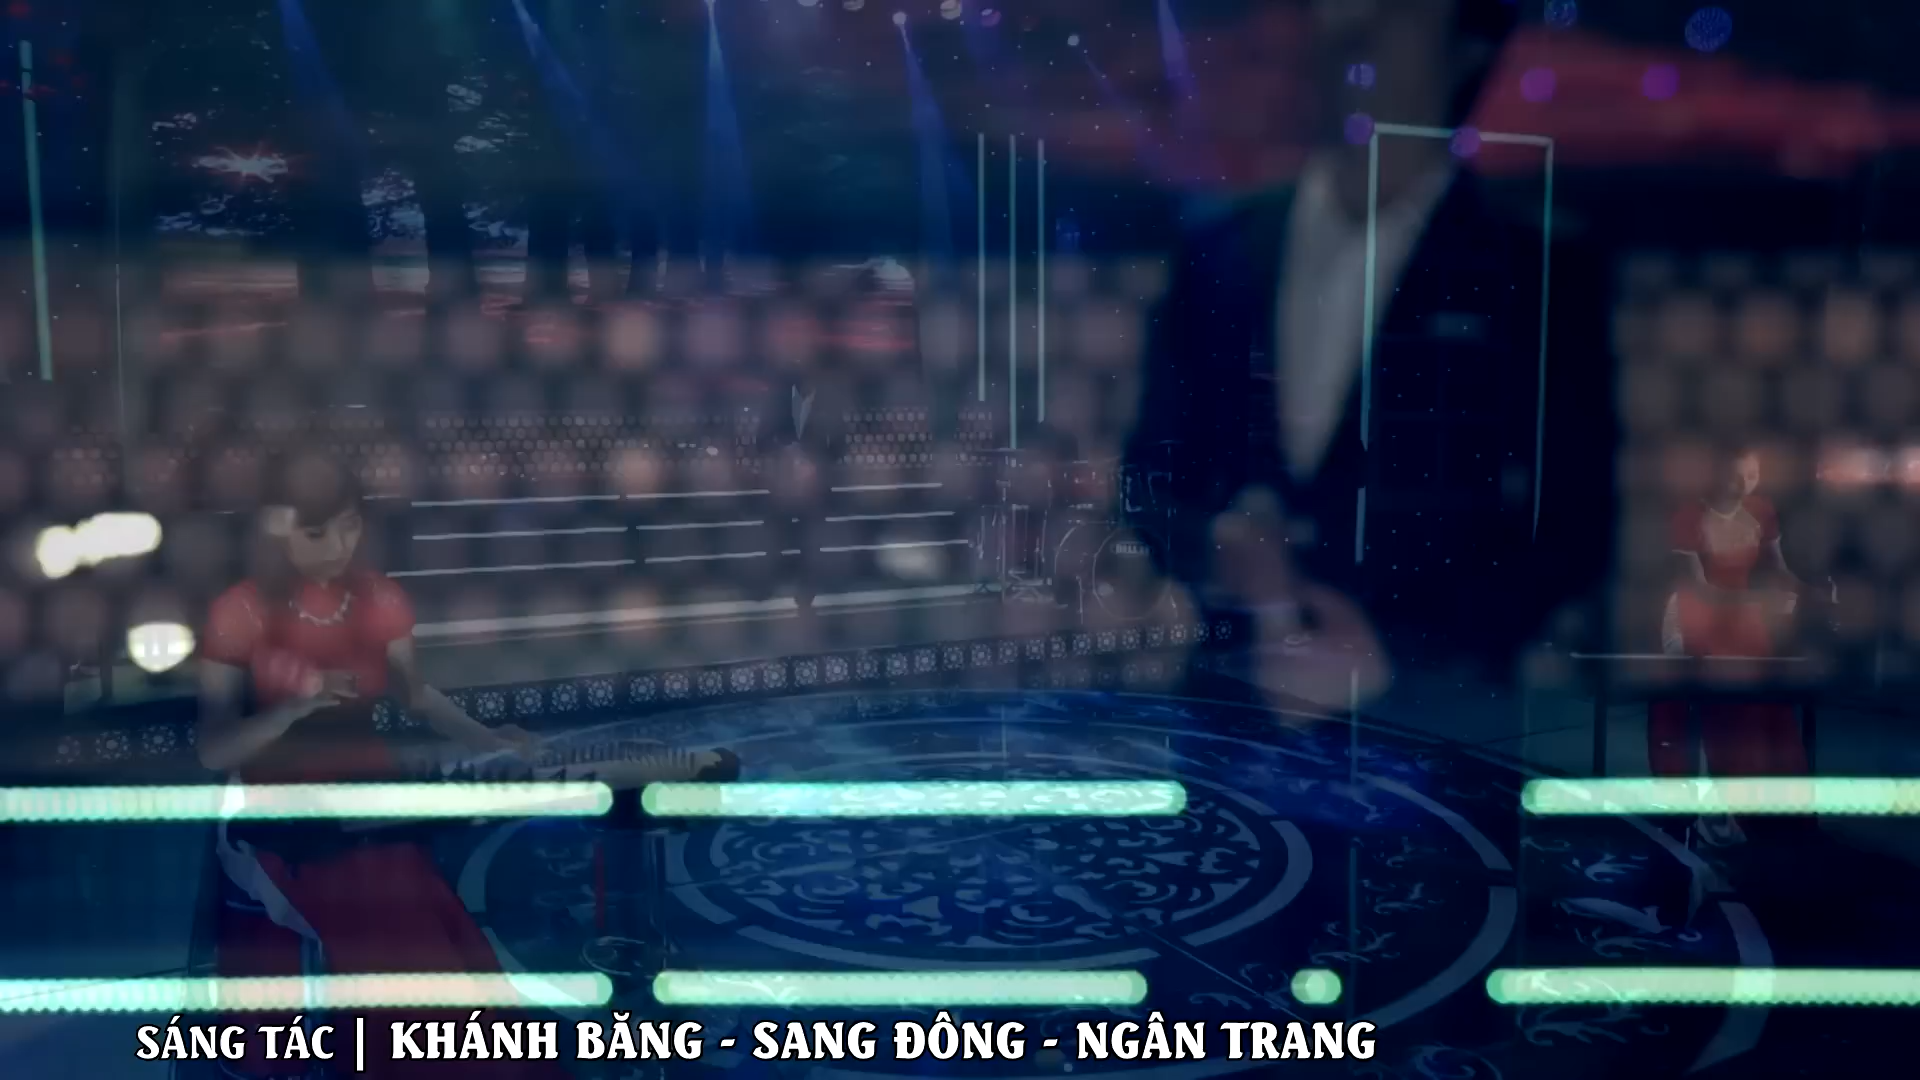 SÁNG TÁC | KHÁNH BĂNG - SANG ĐÔNG - NGÂN TRANG